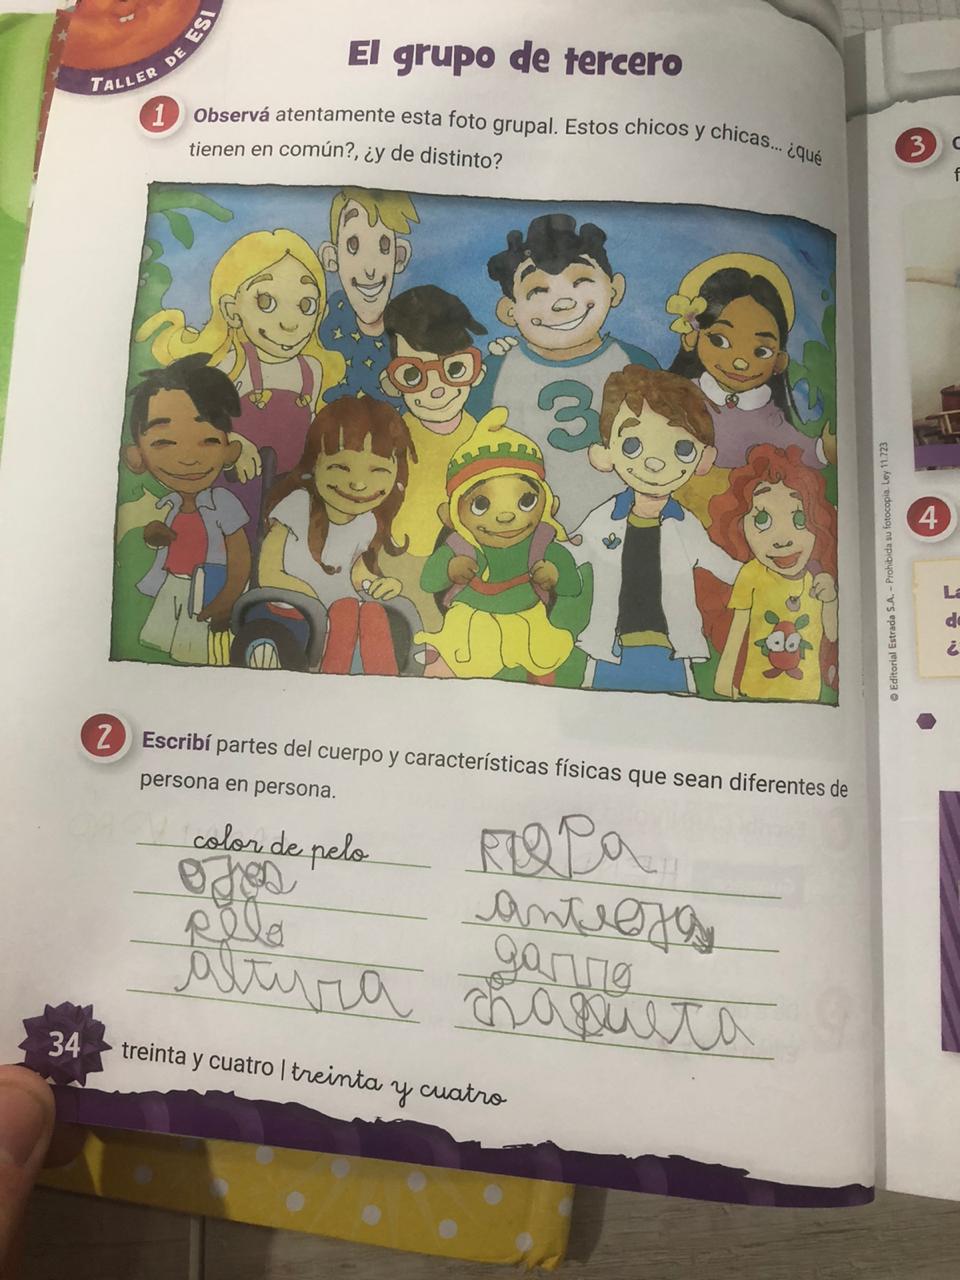 TALLER DE ESI
El grupo de tercero
1 Observá atentamente esta foto grupal. Estos chicos y chicas... ¿qué
tienen en común?, ¿y de distinto?
3
2 Escribí partes del cuerpo y características físicas que sean diferentes de
persona en persona.
color de pelo
ojos
pelo
altura
ropa
anteojos
garro
chaqueta
34 treinta y cuatro | treinta y cuatro
© Editorial Estrada S.A. – Prohibida su fotocopia. Ley 11.723
3
4
La
¿